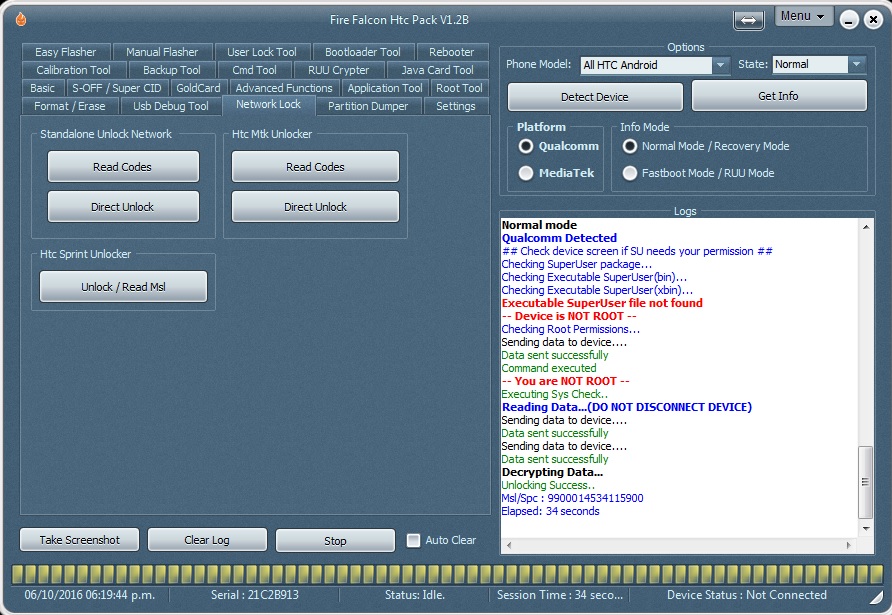 Fire Falcon Htc Pack V1.2B
Menu
Easy Flasher Manual Flasher User Lock Tool Bootloader Tool Rebooter
Calibration Tool Backup Tool Cmd Tool RUU Crypter Java Card Tool
Basic S-OFF / Super CID GoldCard Advanced Functions Application Tool Root Tool
Format / Erase Usb Debug Tool Network Lock Partition Dumper Settings
Standalone Unlock Network
Read Codes
Direct Unlock
Htc Mtk Unlocker
Read Codes
Direct Unlock
Htc Sprint Unlocker
Unlock / Read Msl
Options
Phone Model: All HTC Android State: Normal
Detect Device Get Info
Platform
Qualcomm
MediaTek
Info Mode
Normal Mode / Recovery Mode
Fastboot Mode / RUU Mode
Logs
Normal mode
Qualcomm Detected
## Check device screen if SU needs your permission ##
Checking SuperUser package...
Checking Executable SuperUser(bin)...
Checking Executable SuperUser(xbin)...
Executable SuperUser file not found
-- Device is NOT ROOT --
Checking Root Permissions...
Sending data to device....
Data sent successfully
Command executed
-- You are NOT ROOT --
Executing Sys Check..
Reading Data...(DO NOT DISCONNECT DEVICE)
Sending data to device....
Data sent successfully
Sending data to device....
Data sent successfully
Decrypting Data...
Unlocking Success..
Msl/Spc : 9900014534115900
Elapsed: 34 seconds
Take Screenshot Clear Log Stop Auto Clear
06/10/2016 06:19:44 p.m. Serial : 21C2B913 Status: Idle. Session Time : 34 seco... Device Status : Not Connected